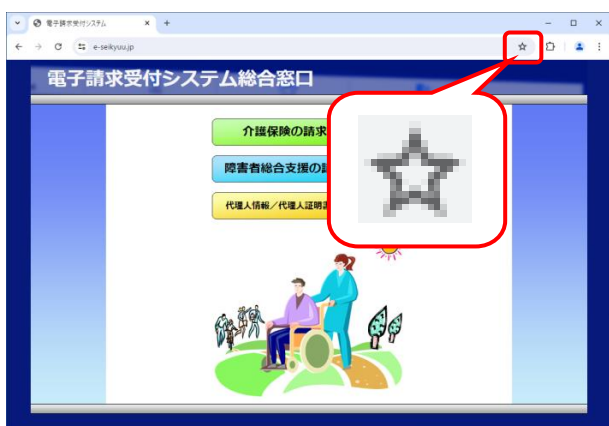 電子請求受付システム
e-seikyuu.jp
電子請求受付システム総合窓口
介護保険の請求
障害者総合支援の
代理人情報／代理人証明